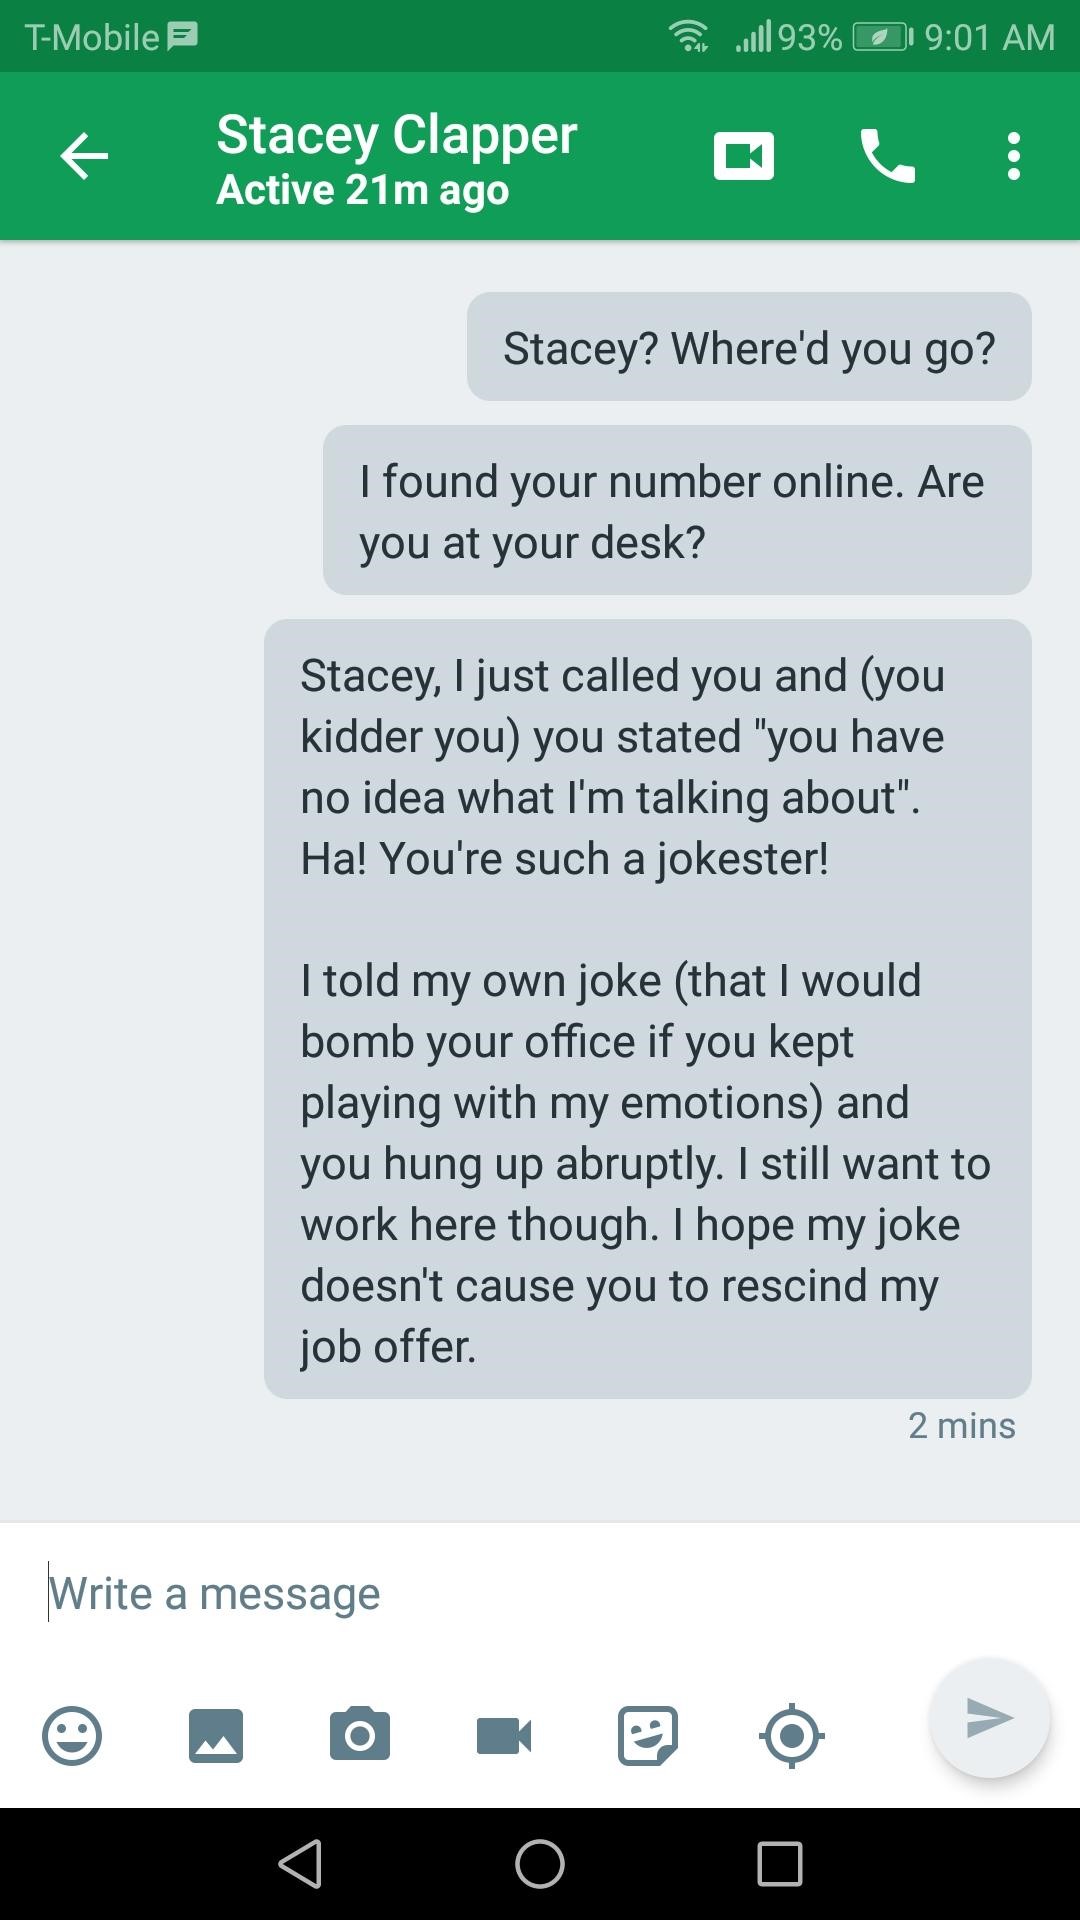 T-Mobile 93% 9:01 AM
Stacey Clapper
Active 21m ago
Stacey? Where'd you go?
I found your number online. Are
you at your desk?
Stacey, I just called you and (you
kidder you) you stated "you have
no idea what I'm talking about".
Ha! You're such a jokester!
I told my own joke (that I would
bomb your office if you kept
playing with my emotions) and
you hung up abruptly. I still want to
work here though. I hope my joke
doesn't cause you to rescind my
job offer.
2 mins
Write a message